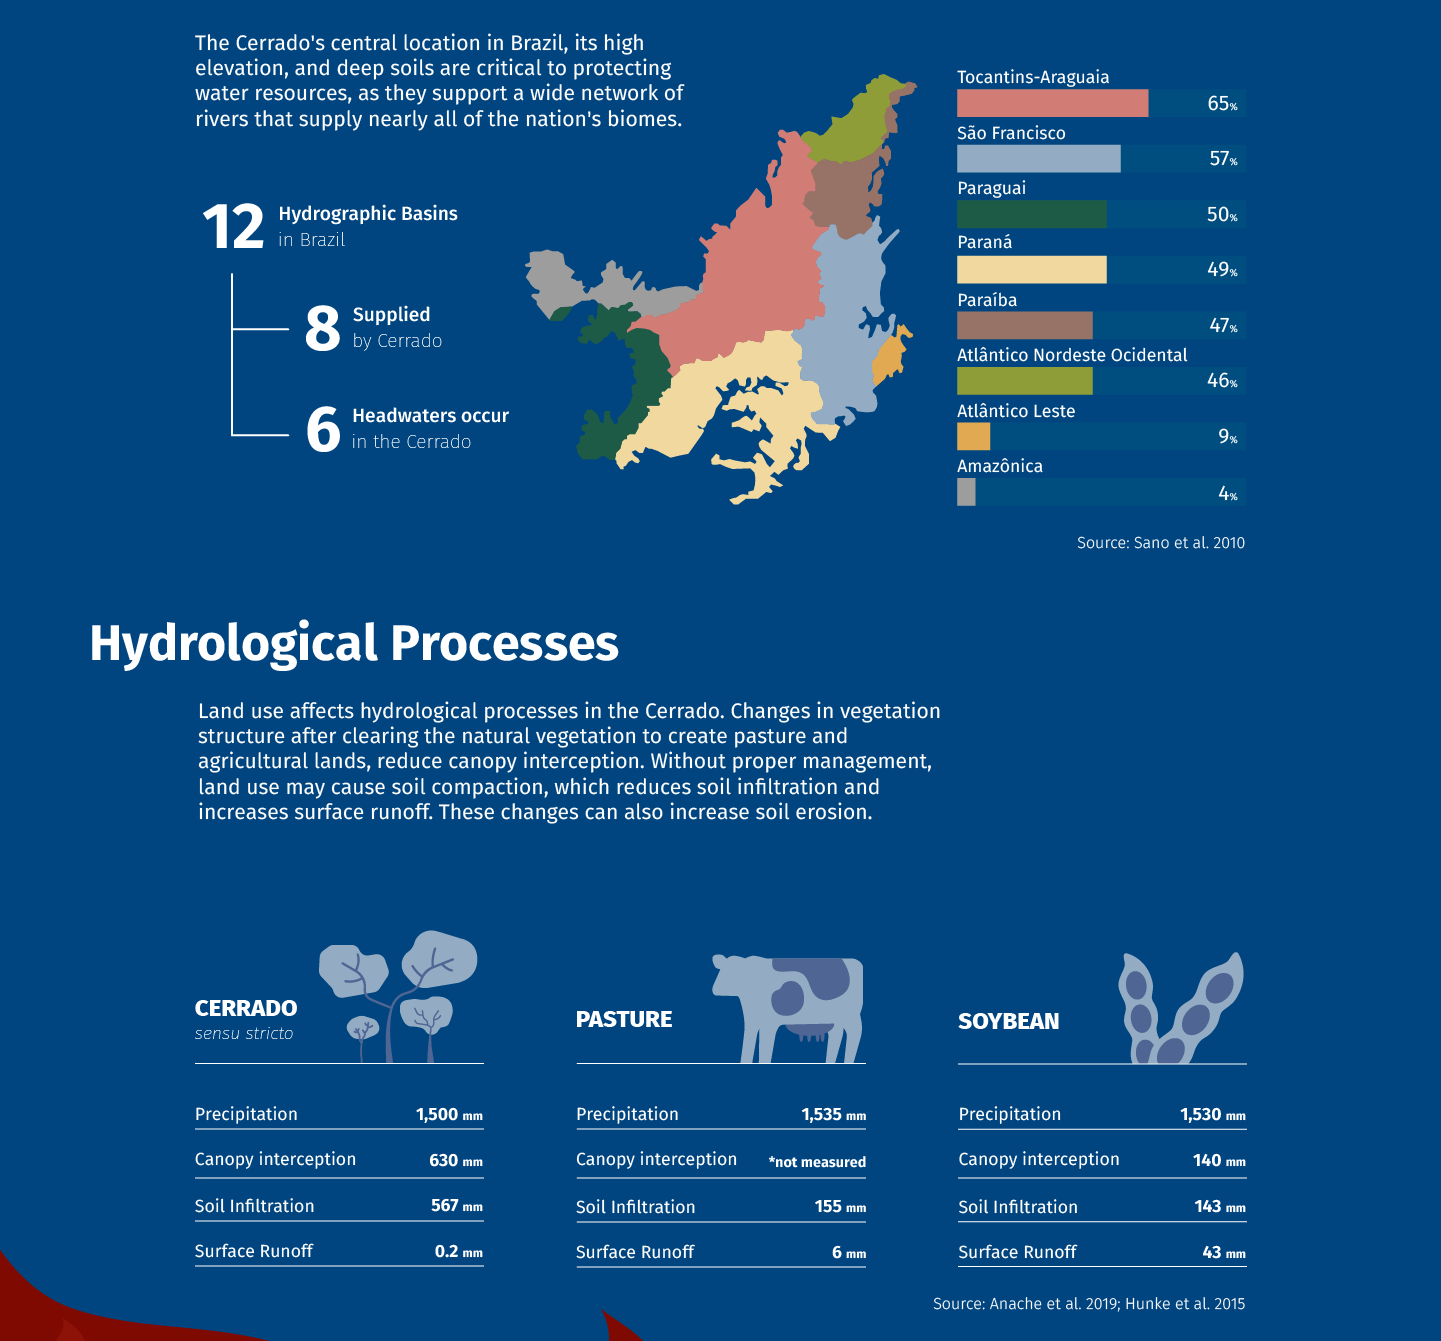 The Cerrado's central location in Brazil, its high
elevation, and deep soils are critical to protecting
water resources, as they support a wide network of
rivers that supply nearly all of the nation's biomes.
12 Hydrographic Basins
in Brazil
8 Supplied
by Cerrado
6 Headwaters occur
in the Cerrado
Tocantins-Araguaia
65%
São Francisco
57%
Paraguai
50%
Paraná
49%
Paraíba
47%
Atlântico Nordeste Ocidental
46%
Atlântico Leste
9%
Amazônica
4%
Source: Sano et al. 2010
Hydrological Processes
Land use affects hydrological processes in the Cerrado. Changes in vegetation
structure after clearing the natural vegetation to create pasture and
agricultural lands, reduce canopy interception. Without proper management,
land use may cause soil compaction, which reduces soil infiltration and
increases surface runoff. These changes can also increase soil erosion.
CERRADO
sensu stricto
Precipitation 1,500 mm
Canopy interception 630 mm
Soil Infiltration 567 mm
Surface Runoff 0.2 mm
PASTURE
Precipitation 1,535 mm
Canopy interception *not measured
Soil Infiltration 155 mm
Surface Runoff 6 mm
SOYBEAN
Precipitation 1,530 mm
Canopy interception 140 mm
Soil Infiltration 143 mm
Surface Runoff 43 mm
Source: Anache et al. 2019; Hunke et al. 2015